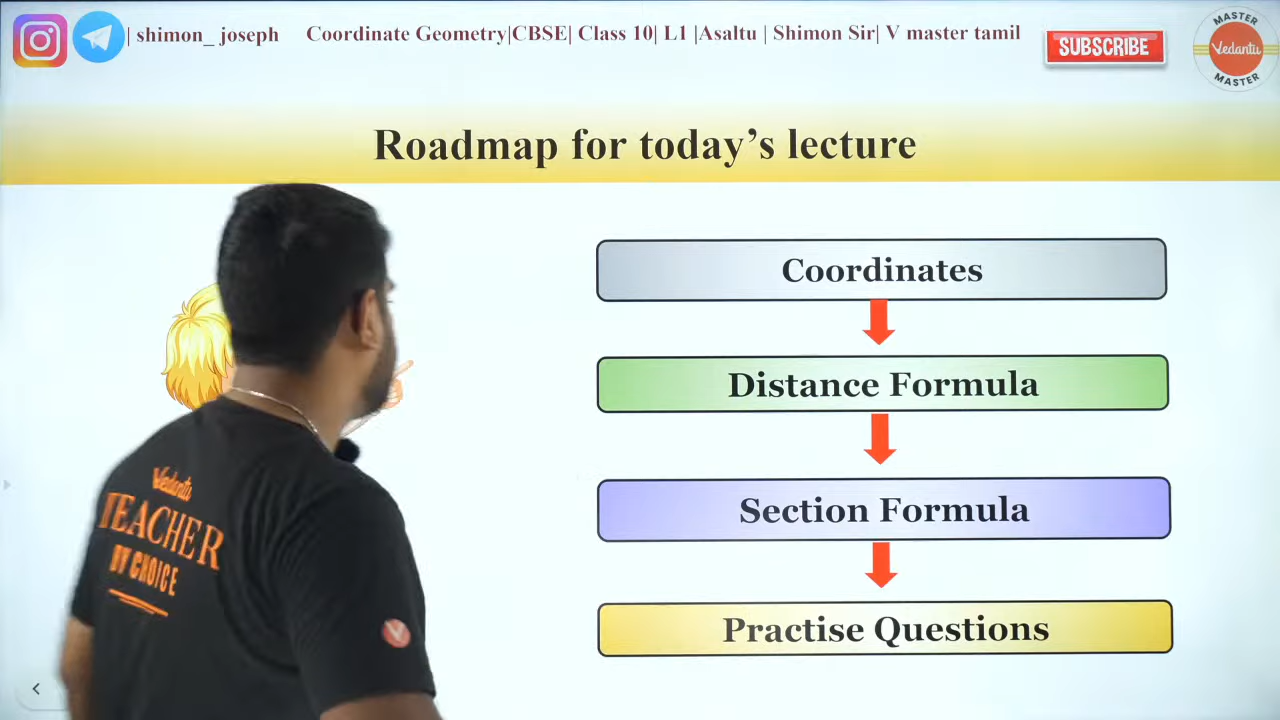 | shimon_ joseph
Coordinate Geometry|CBSE| Class 10| L1 |Asaltu | Shimon Sir| V master tamil
SUBSCRIBE
MASTER
Vedantu
MASTER
Roadmap for today's lecture
Coordinates
Distance Formula
Section Formula
Practise Questions
Vedantu
TEACHER
BY CHOICE